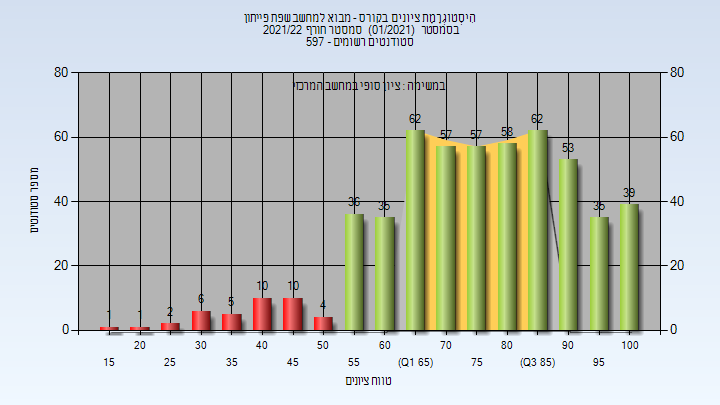 היסטוגרמת ציונים בקורס - מבוא למחשב שפת פייתון
בסמסטר (01/2021) סמסטר חורף 2021/22
סטודנטים רשומים - 597
במשימה : ציון סופי במחשב המרכזי
מספר סטודנטים
80 80
60 60
40 40
20 20
0 0
1 1 2 6 5 10 10 4 36 35 62 57 57 58 62 53 35 39
20 30 40 50 60 70 80 90 100
15 25 35 45 55 (Q1 65) 75 (Q3 85) 95
טווח ציונים